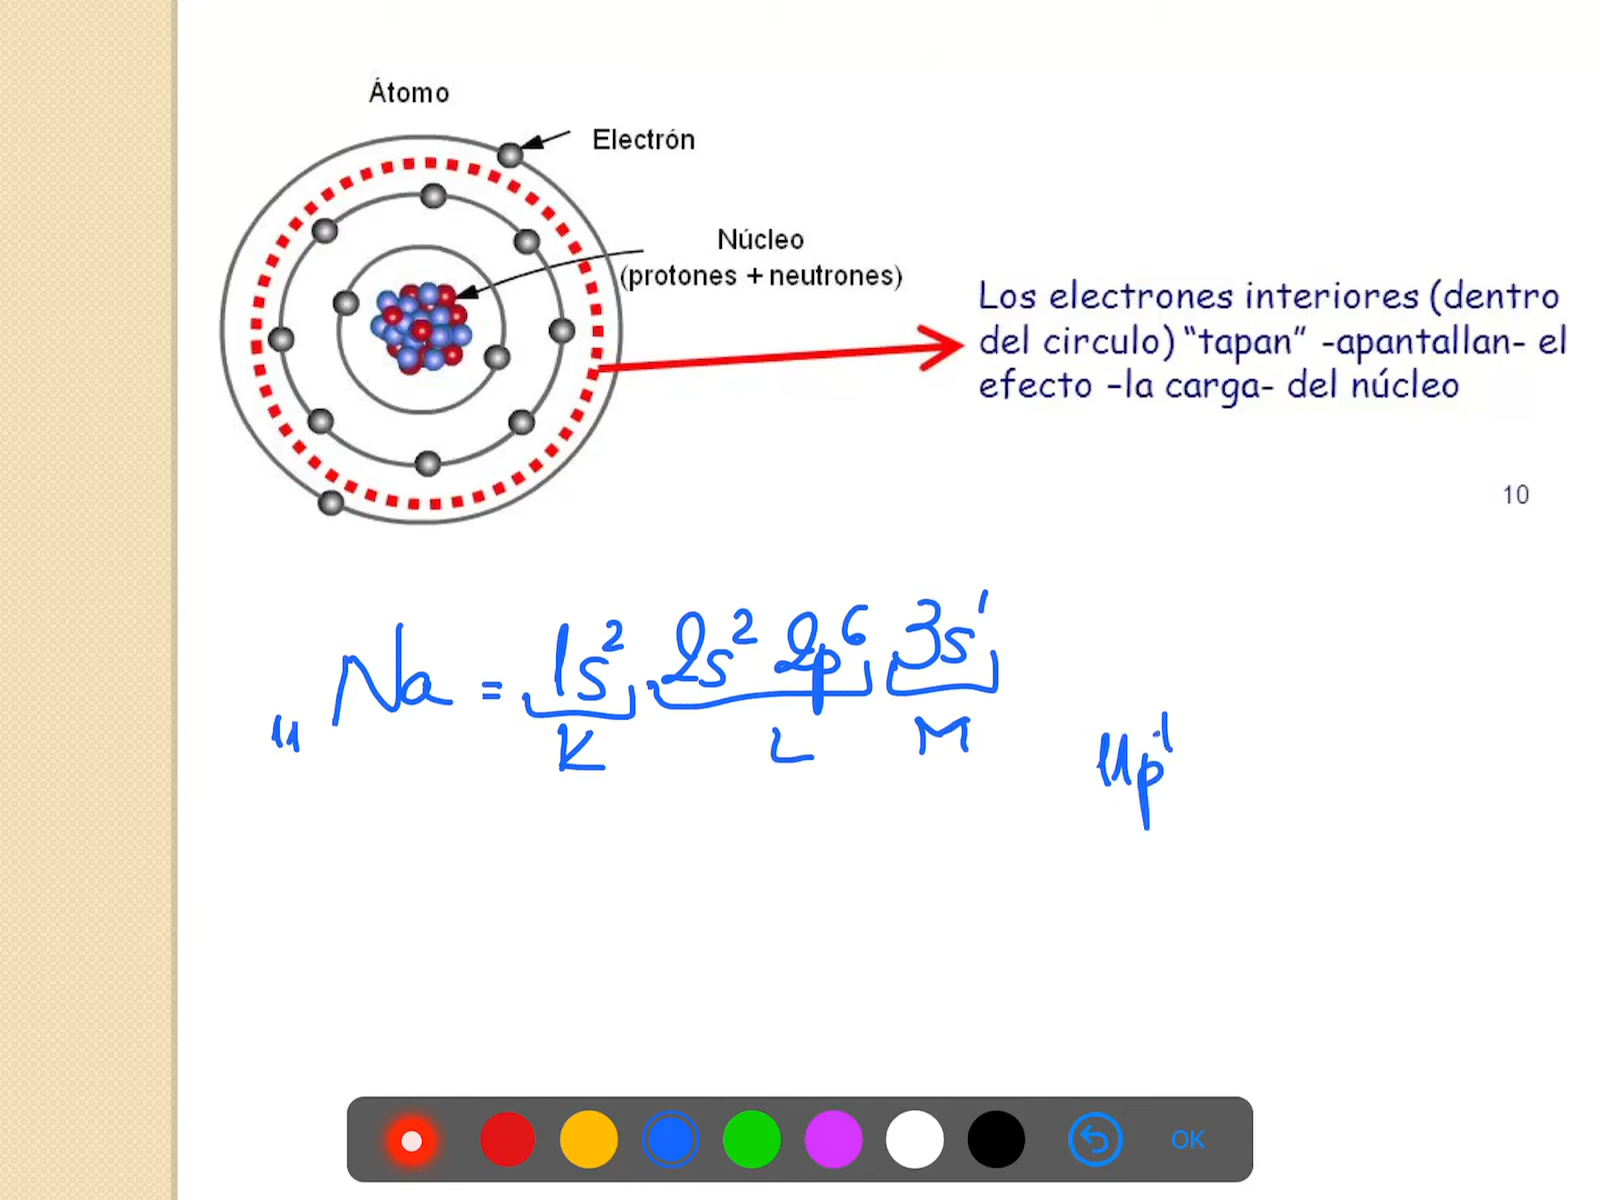 Átomo
Electrón
Núcleo
(protones + neutrones)
Los electrones interiores (dentro
del circulo) “tapan” -apantallan- el
efecto -la carga- del núcleo
10
11 Na = 1s² 2s² 2p⁶ 3s¹
K L M
11p⁺
OK